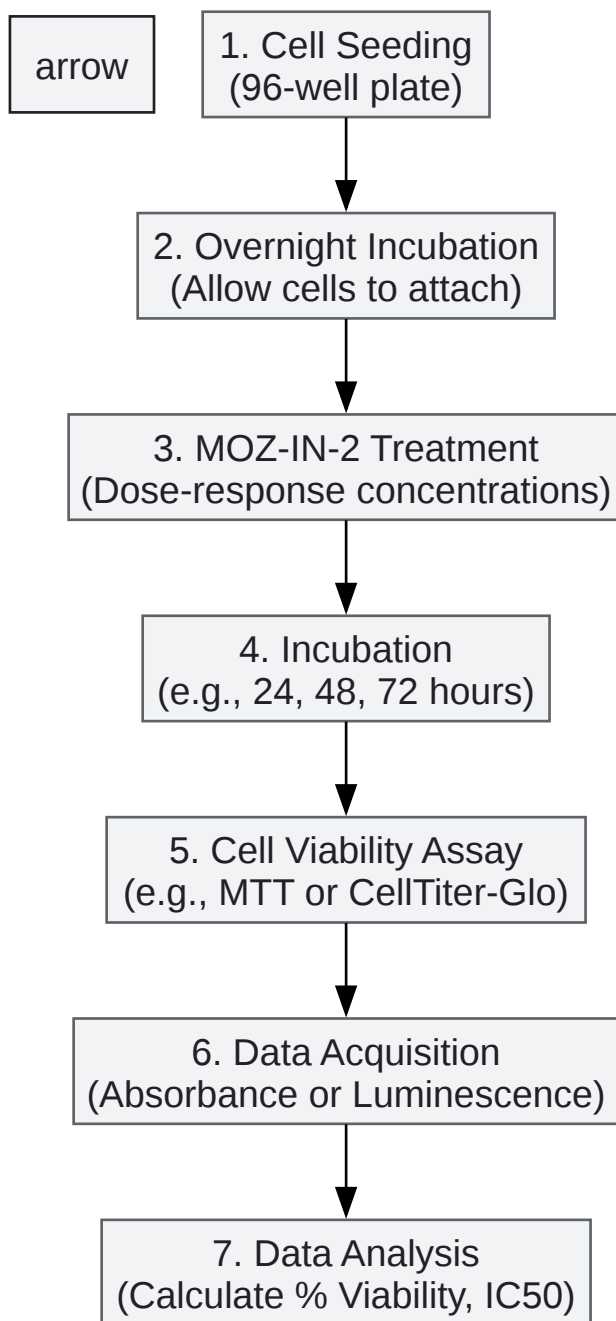 arrow
1. Cell Seeding
(96-well plate)
2. Overnight Incubation
(Allow cells to attach)
3. MOZ-IN-2 Treatment
(Dose-response concentrations)
4. Incubation
(e.g., 24, 48, 72 hours)
5. Cell Viability Assay
(e.g., MTT or CellTiter-Glo)
6. Data Acquisition
(Absorbance or Luminescence)
7. Data Analysis
(Calculate % Viability, IC50)